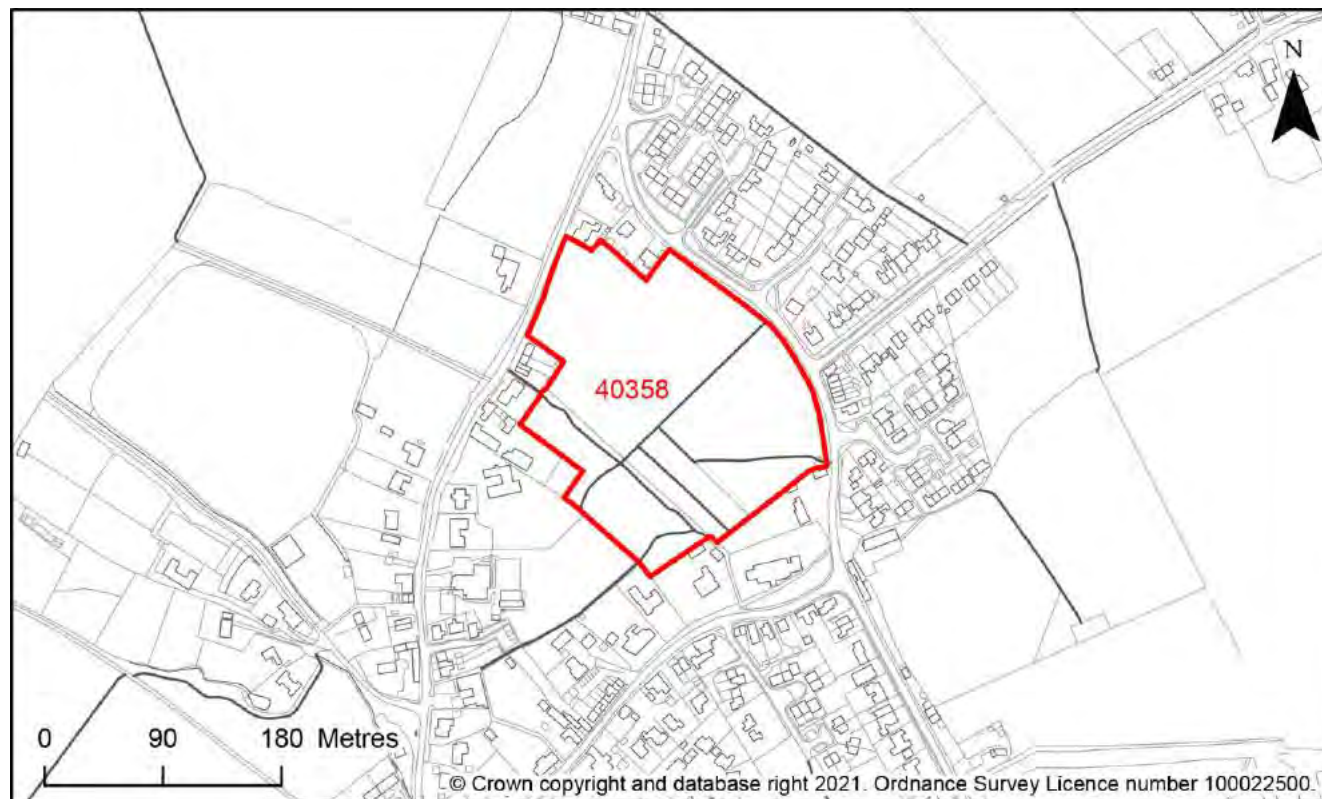 N
40358
0 90 180 Metres
© Crown copyright and database right 2021. Ordnance Survey Licence number 100022500.